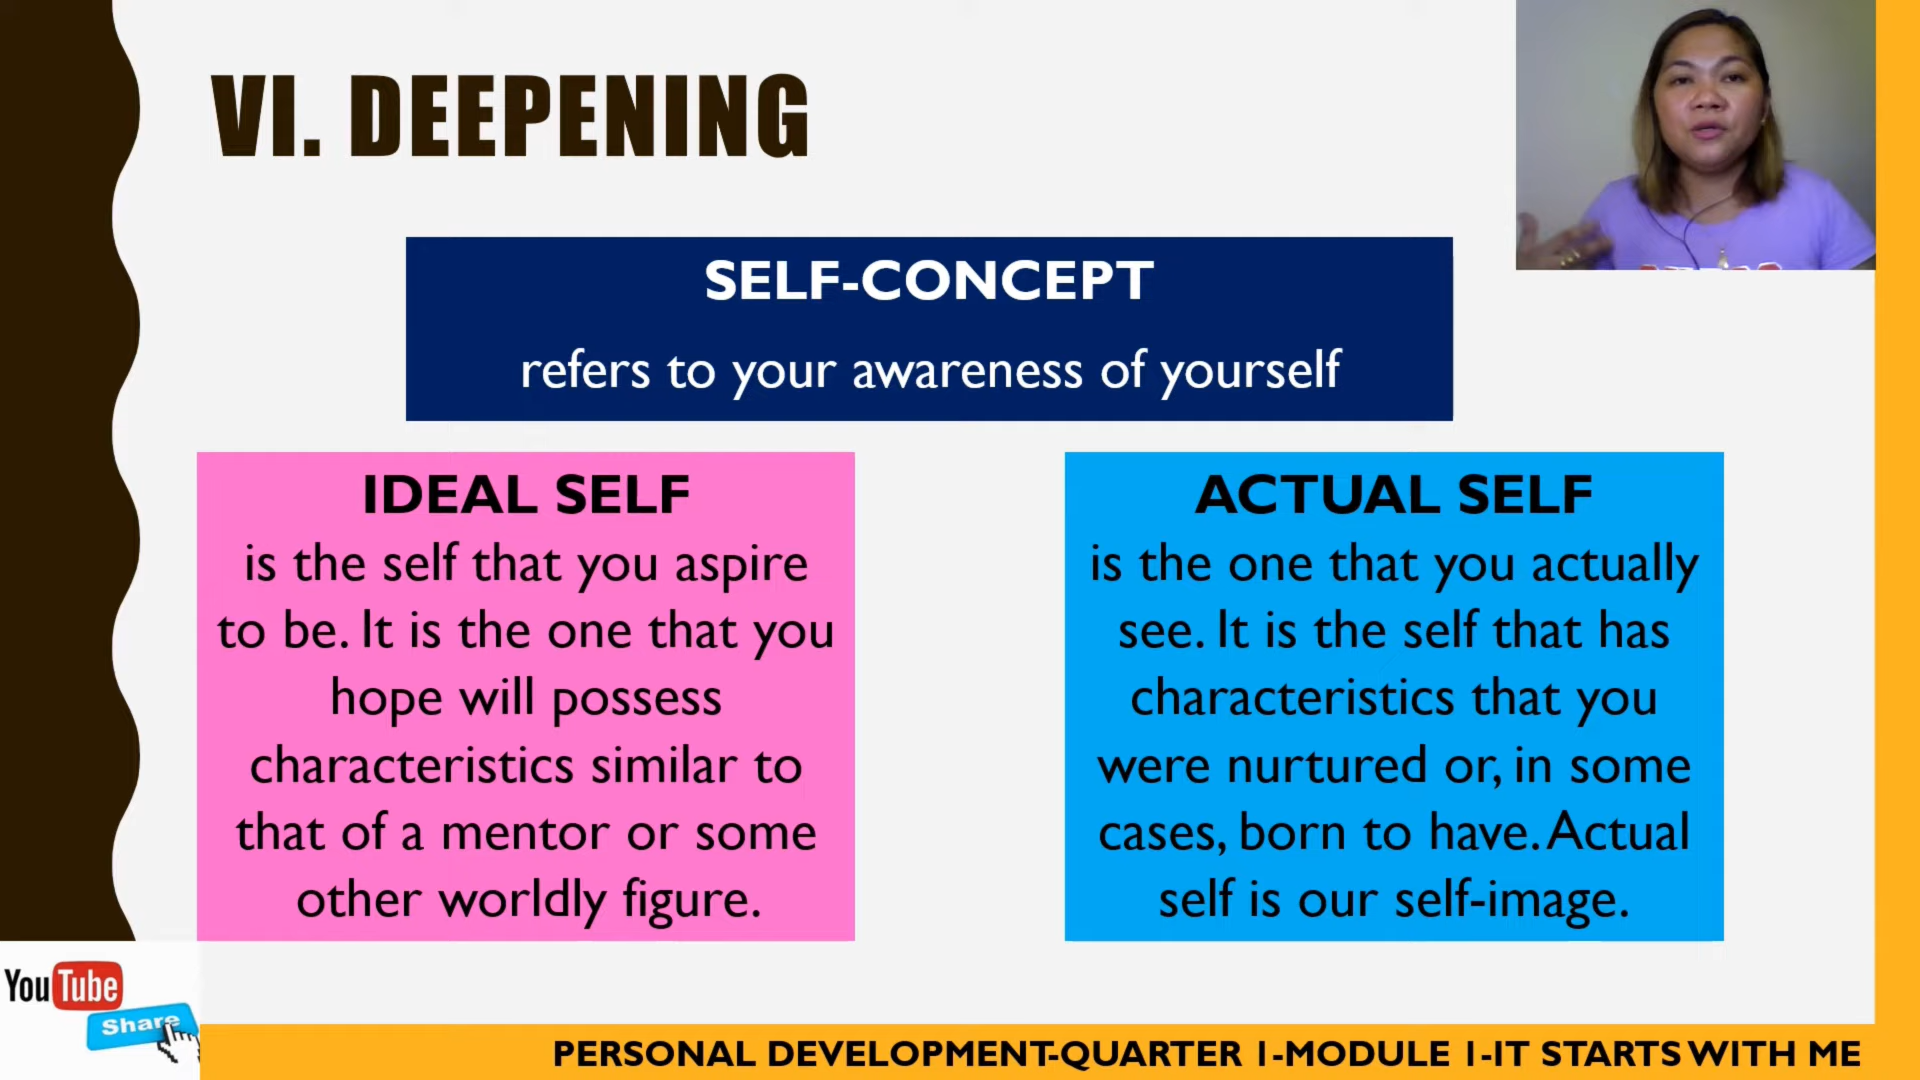 VI. DEEPENING
SELF-CONCEPT
refers to your awareness of yourself
IDEAL SELF
is the self that you aspire
to be. It is the one that you
hope will possess
characteristics similar to
that of a mentor or some
other worldly figure.
ACTUAL SELF
is the one that you actually
see. It is the self that has
characteristics that you
were nurtured or, in some
cases, born to have. Actual
self is our self-image.
YouTube
Share
PERSONAL DEVELOPMENT-QUARTER 1-MODULE 1-IT STARTS WITH ME